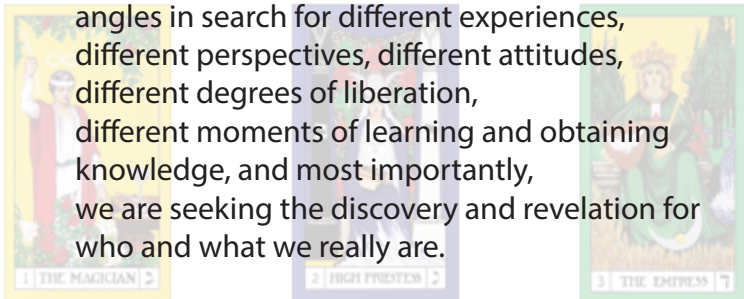 angles in search for different experiences,
different perspectives, different attitudes,
different degrees of liberation,
different moments of learning and obtaining
knowledge, and most importantly,
we are seeking the discovery and revelation for
who and what we really are.
1 THE MAGICIAN ב
2 HIGH PRIESTESS ג
3 THE EMPRESS ד